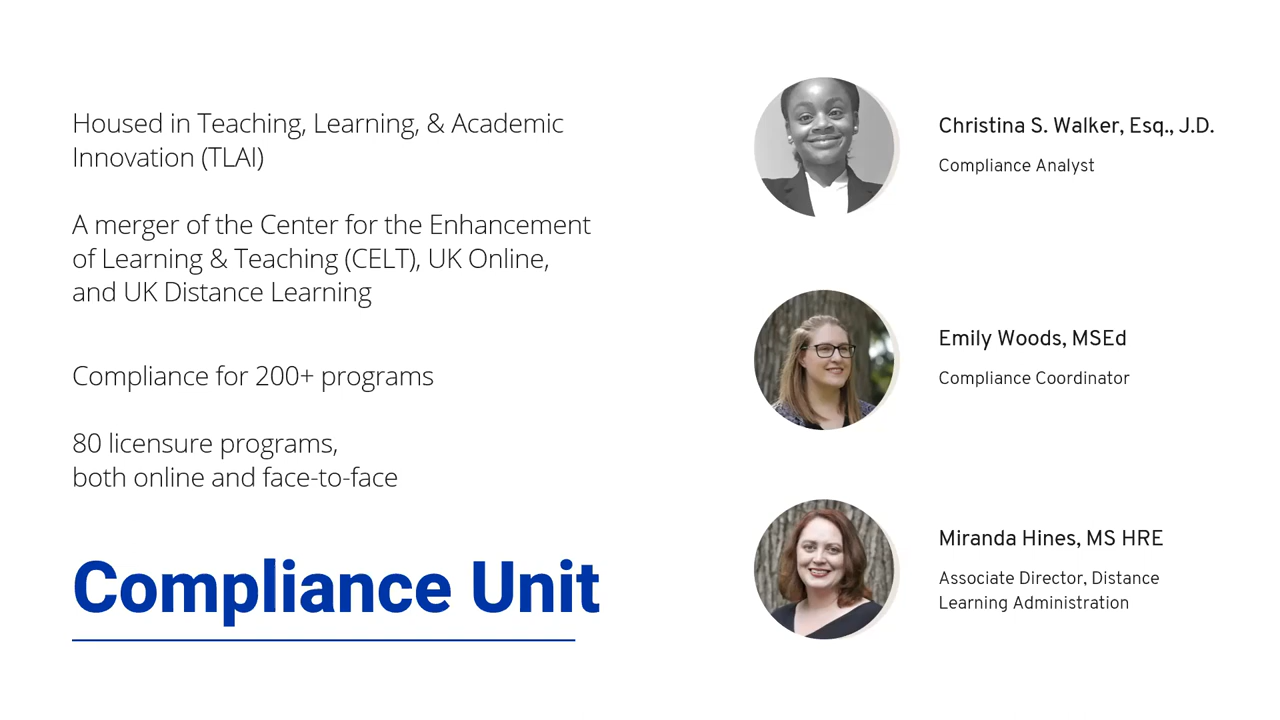 Housed in Teaching, Learning, & Academic
Innovation (TLAI)
A merger of the Center for the Enhancement
of Learning & Teaching (CELT), UK Online,
and UK Distance Learning
Compliance for 200+ programs
80 licensure programs,
both online and face-to-face
Compliance Unit
Christina S. Walker, Esq., J.D.
Compliance Analyst
Emily Woods, MSEd
Compliance Coordinator
Miranda Hines, MS HRE
Associate Director, Distance
Learning Administration